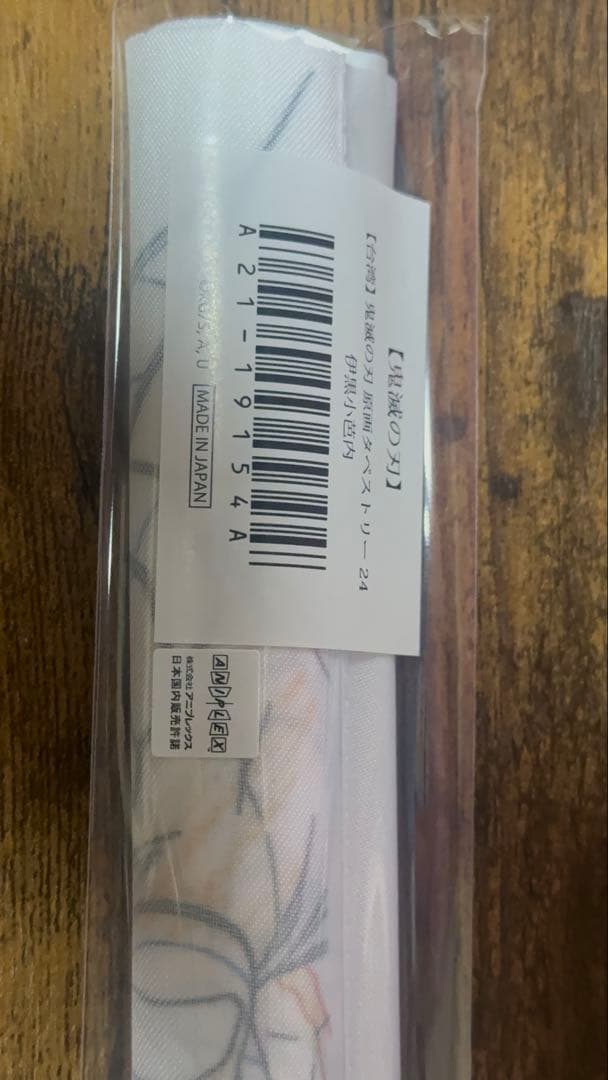 【鬼滅の刃】
【台湾】鬼滅の刃 原画タペストリー 24
伊黒小芭内
A21-19154A
MADE IN JAPAN
ANIPLEX
株式会社 アニプレックス
日本国内販売許諾